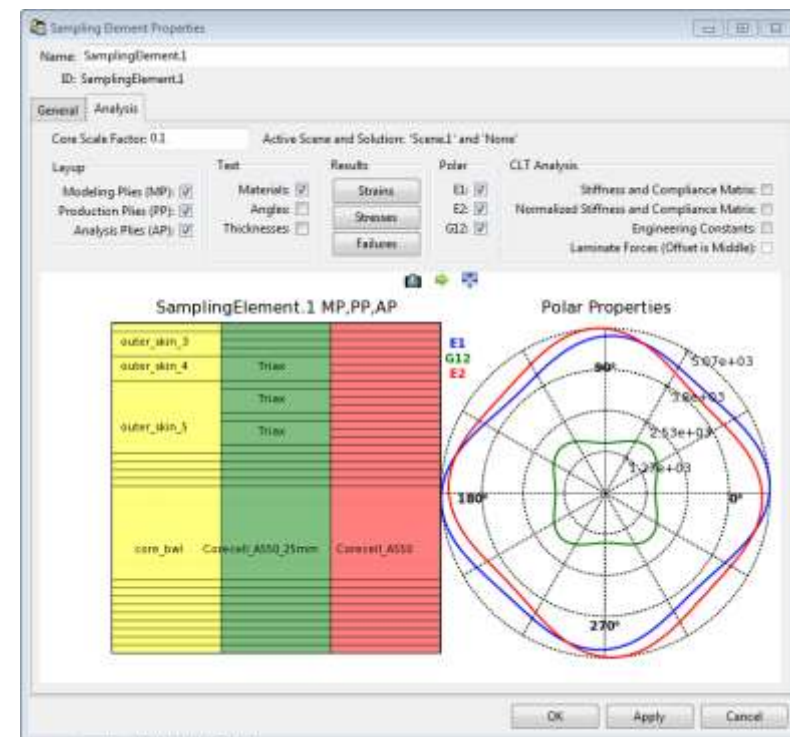 Sampling Element Properties
Name: SamplingElement.1
ID: SamplingElement.1
General Analysis
Core Scale Factor: 0.1 Active Scene and Solution: 'Scene.1' and 'None'
Layup Text Results Polar CLT Analysis
Modeling Plies (MP): Materials: Strains E1: Stiffness and Compliance Matrix:
Production Plies (PP): Angles: Stresses E2: Normalized Stiffness and Compliance Matrix:
Analysis Plies (AP): Thicknesses: Failures G12: Engineering Constants:
Laminate Forces (Offset is Middle):
SamplingElement.1 MP,PP,AP Polar Properties
outer_skin_3
outer_skin_4 Triax
Triax
outer_skin_5 Triax
core_bwl Corecell_A550_25mm Corecell_A550
E1
G12
E2
90°
5.07e+03
3.8e+03
2.53e+03
1.27e+03
180° 0°
270°
OK Apply Cancel